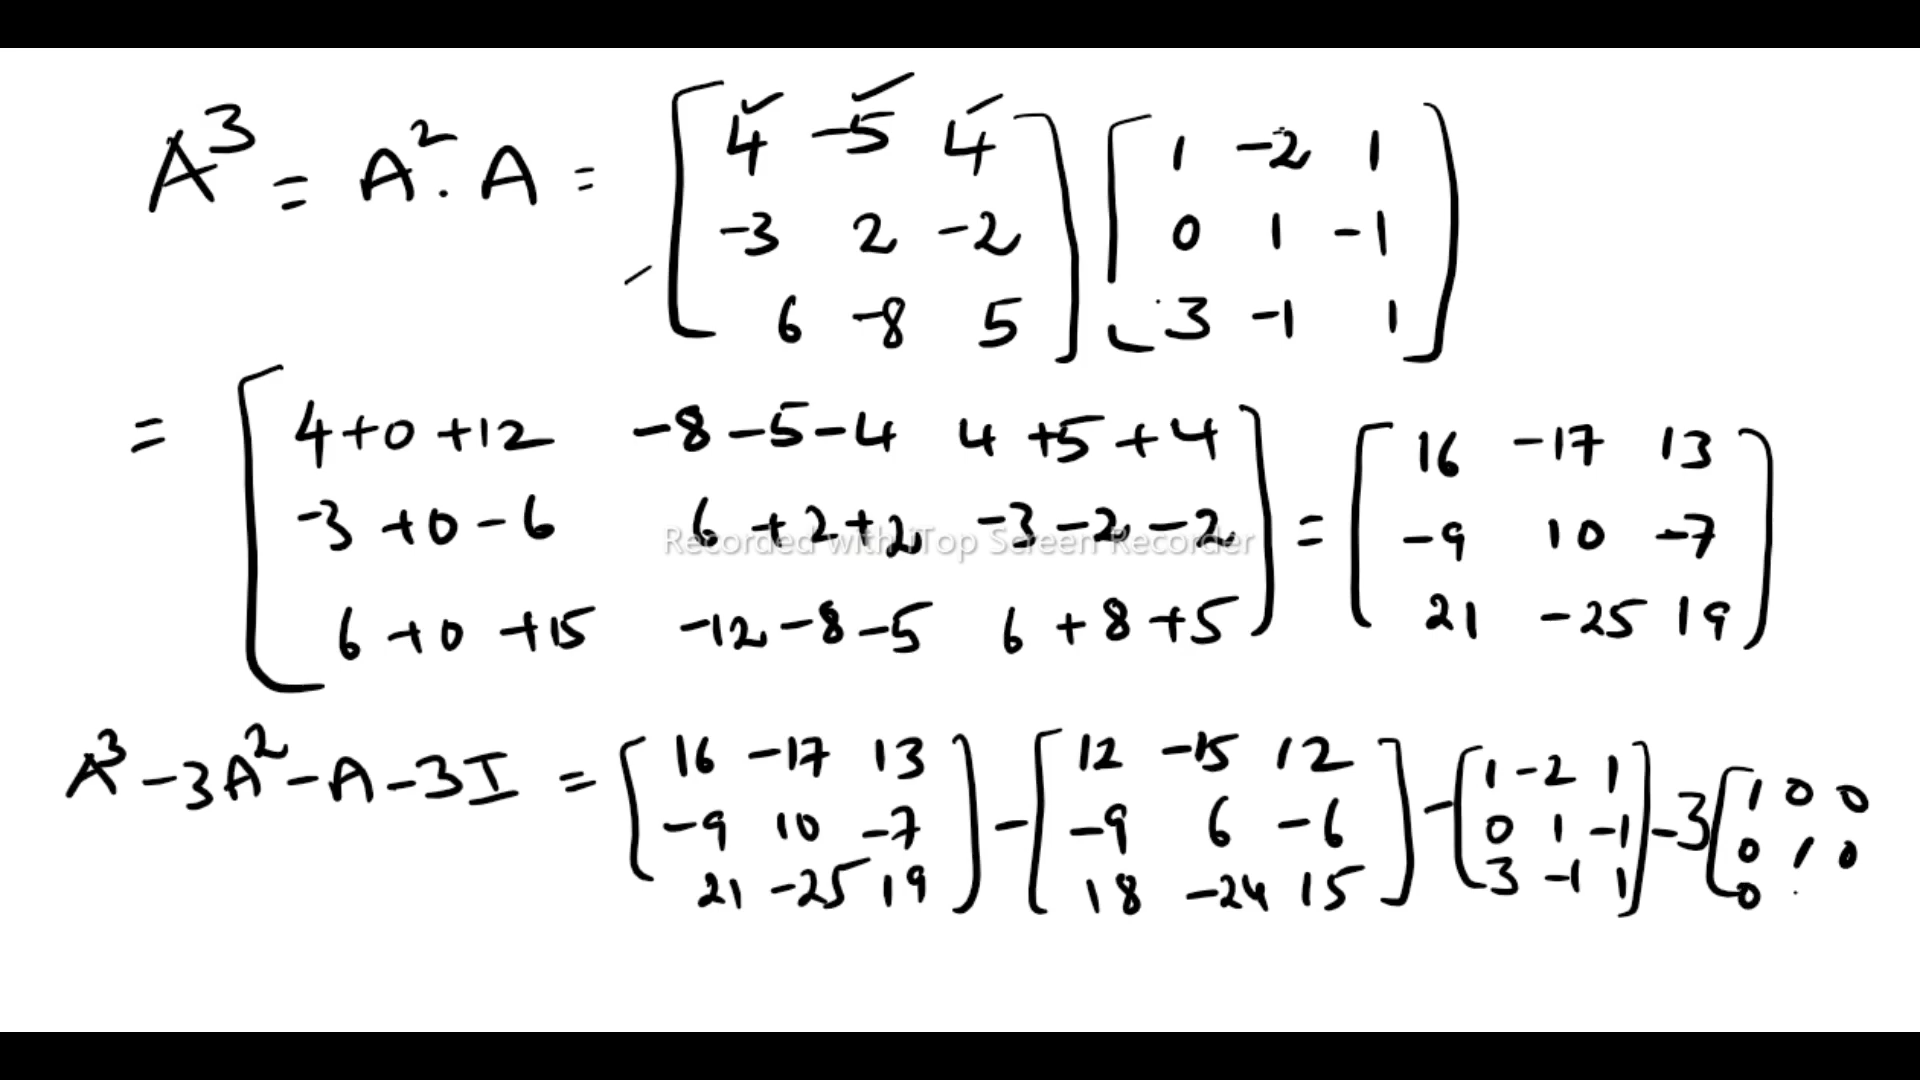 A³ = A². A = [ 4 -5 4 ] [ 1 -2 1 ]
-3 2 -2 0 1 -1
6 -8 5 3 -1 1
= [ 4+0+12 -8-5-4 4+5+4 ] = [ 16 -17 13 ]
-3+0-6 6+2+2 -3-2-2 -9 10 -7
Recorded with iTop Screen Recorder
6+0+15 -12-8-5 6+8+5 21 -25 19
A³-3A²-A-3I = [ 16 -17 13 ] - [ 12 -15 12 ] - [ 1 -2 1 ] -3 [ 1 0 0
-9 10 -7 -9 6 -6 0 1 -1 0 1 0
21 -25 19 18 -24 15 3 -1 1 0